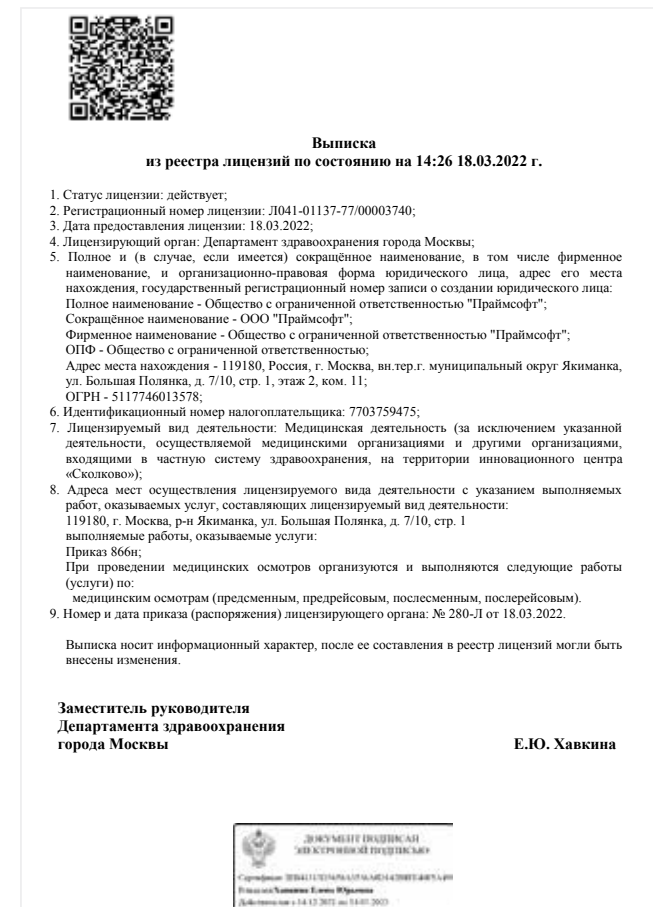 Выписка
из реестра лицензий по состоянию на 14:26 18.03.2022 г.
1. Статус лицензии: действует;
2. Регистрационный номер лицензии: Л041-01137-77/00003740;
3. Дата предоставления лицензии: 18.03.2022;
4. Лицензирующий орган: Департамент здравоохранения города Москвы;
5. Полное и (в случае, если имеется) сокращённое наименование, в том числе фирменное
наименование, и организационно-правовая форма юридического лица, адрес его места
нахождения, государственный регистрационный номер записи о создании юридического лица:
Полное наименование - Общество с ограниченной ответственностью "Праймсофт";
Сокращённое наименование - ООО "Праймсофт";
Фирменное наименование - Общество с ограниченной ответственностью "Праймсофт";
ОПФ - Общество с ограниченной ответственностью;
Адрес места нахождения - 119180, Россия, г. Москва, вн.тер.г. муниципальный округ Якиманка,
ул. Большая Полянка, д. 7/10, стр. 1, этаж 2, ком. 11;
ОГРН - 5117746013578;
6. Идентификационный номер налогоплательщика: 7703759475;
7. Лицензируемый вид деятельности: Медицинская деятельность (за исключением указанной
деятельности, осуществляемой медицинскими организациями и другими организациями,
входящими в частную систему здравоохранения, на территории инновационного центра
«Сколково»);
8. Адреса мест осуществления лицензируемого вида деятельности с указанием выполняемых
работ, оказываемых услуг, составляющих лицензируемый вид деятельности:
119180, г. Москва, р-н Якиманка, ул. Большая Полянка, д. 7/10, стр. 1
выполняемые работы, оказываемые услуги:
Приказ 866н;
При проведении медицинских осмотров организуются и выполняются следующие работы
(услуги) по:
медицинским осмотрам (предсменным, предрейсовым, послесменным, послерейсовым).
9. Номер и дата приказа (распоряжения) лицензирующего органа: № 280-Л от 18.03.2022.
Выписка носит информационный характер, после ее составления в реестр лицензий могли быть
внесены изменения.
Заместитель руководителя
Департамента здравоохранения
города Москвы Е.Ю. Хавкина
ДОКУМЕНТ ПОДПИСАН
ЭЛЕКТРОННОЙ ПОДПИСЬЮ